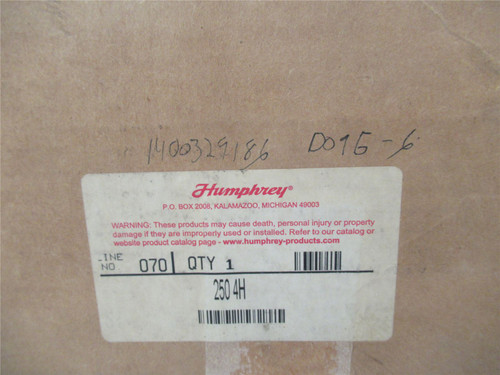 1400329186 D09E-6
Humphrey®
P.O. BOX 2008, KALAMAZOO, MICHIGAN 49003
WARNING: These products may cause death, personal injury or property
damage if they are improperly used or installed. Refer to our catalog or
website product catalog page - www.humphrey-products.com
LINE
NO 070 QTY 1
250 4H